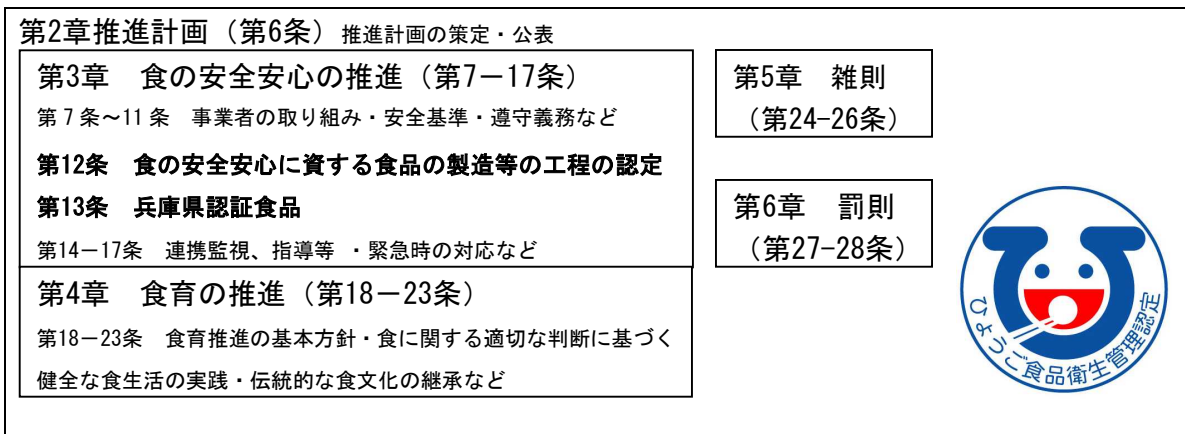 第2章推進計画（第6条）推進計画の策定・公表
第3章　食の安全安心の推進（第7－17条）
第７条～11 条　事業者の取り組み・安全基準・遵守義務など
第12条　食の安全安心に資する食品の製造等の工程の認定
第13条　兵庫県認証食品
第14－17条　連携監視、指導等　・緊急時の対応など
第4章　食育の推進（第18－23条）
第18－23条　食育推進の基本方針・食に関する適切な判断に基づく
健全な食生活の実践・伝統的な食文化の継承など
第5章　雑則
（第24-26条）
第6章　罰則
（第27-28条）
ひょうご食品衛生管理認定